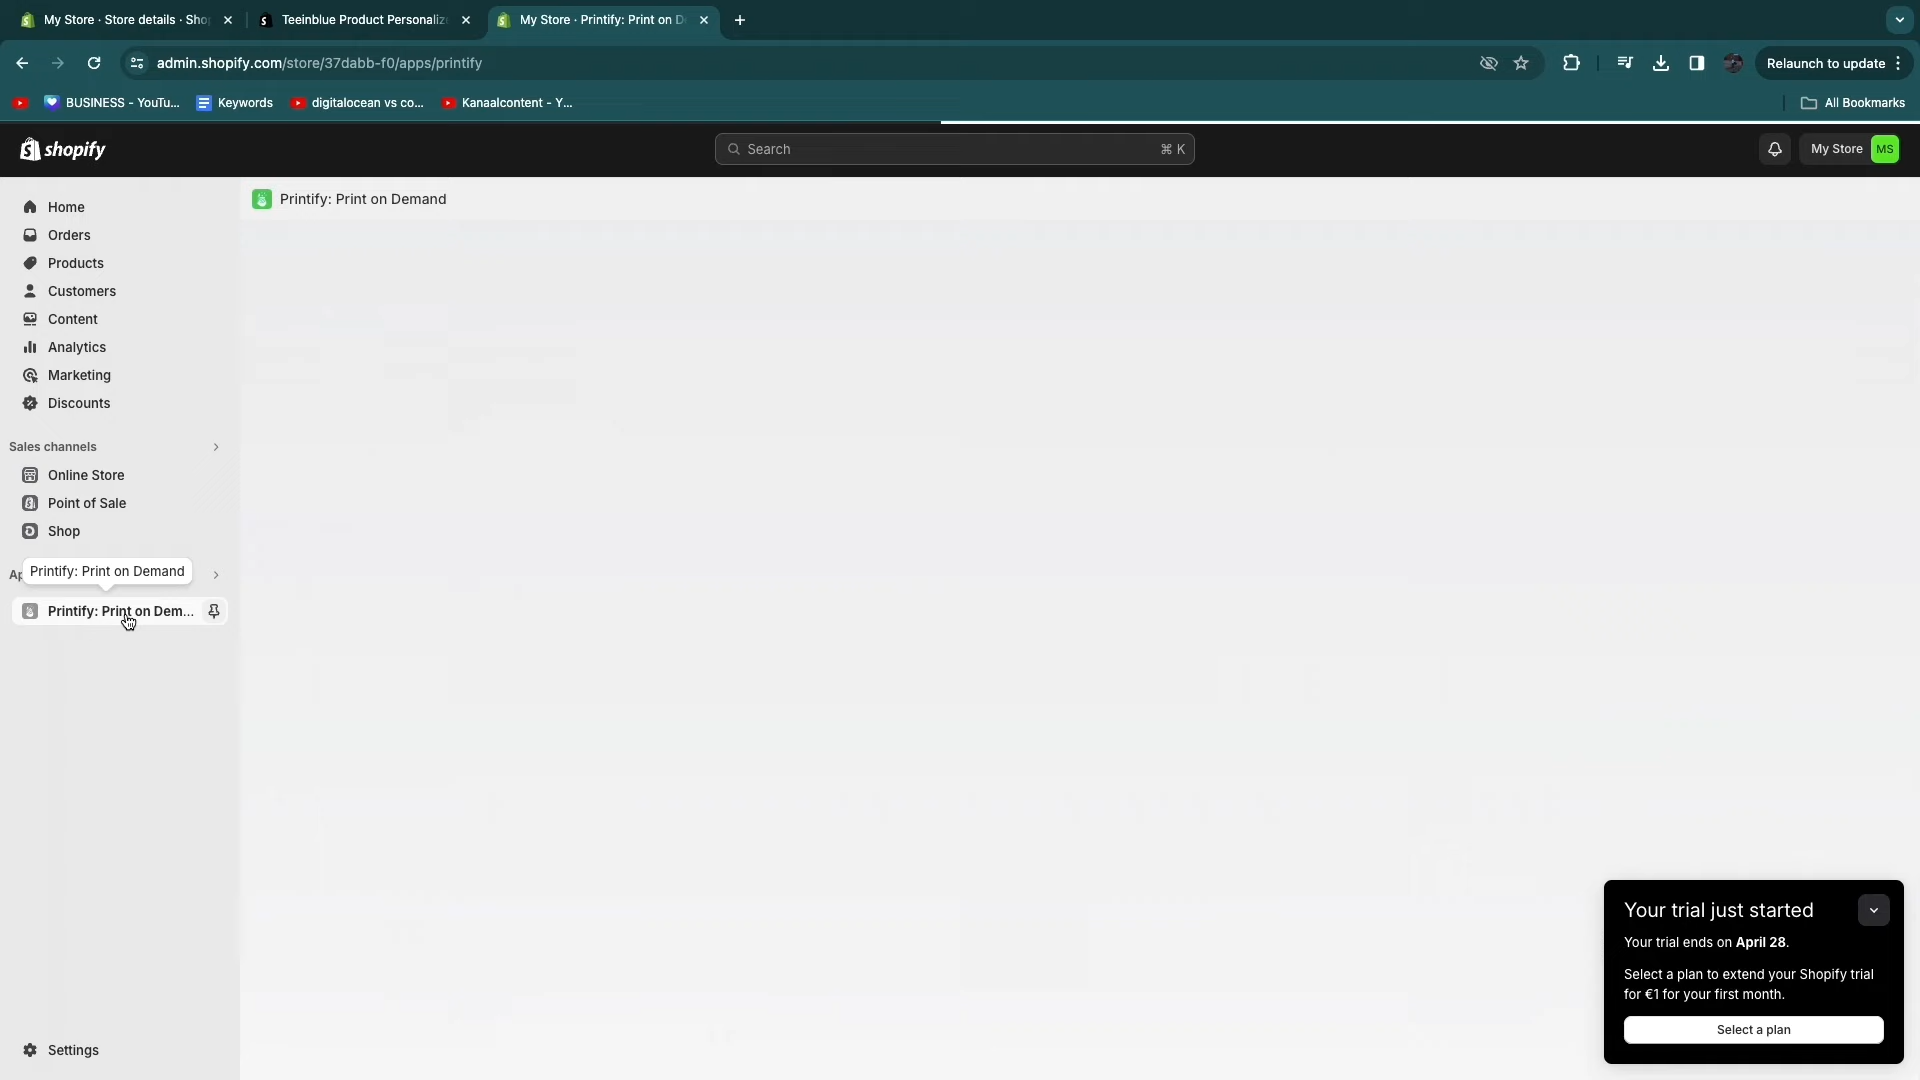 My Store · Store details · Sho
Teeinblue Product Personaliz
My Store · Printify: Print on D
admin.shopify.com/store/37dabb-f0/apps/printify
Relaunch to update
BUSINESS - YouTu...
Keywords
digitalocean vs co...
Kanaalcontent - Y...
All Bookmarks
shopify
Search
⌘ K
My Store
MS
Home
Orders
Products
Customers
Content
Analytics
Marketing
Discounts
Sales channels
Online Store
Point of Sale
Shop
Ap
Printify: Print on Demand
Printify: Print on Dem...
Settings
Printify: Print on Demand
Your trial just started
Your trial ends on April 28.
Select a plan to extend your Shopify trial
for €1 for your first month.
Select a plan